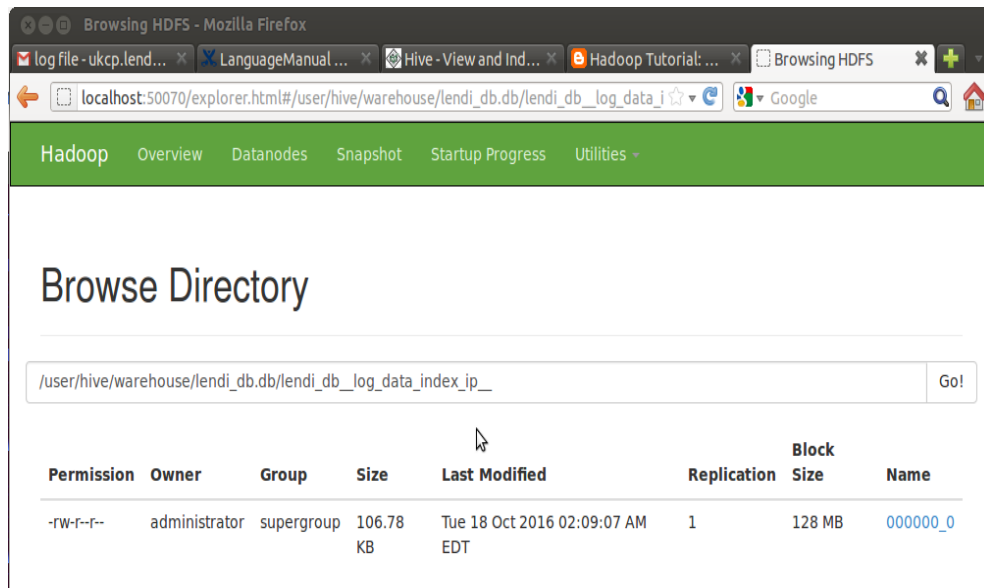 Browsing HDFS - Mozilla Firefox
log file - ukcp.lend... LanguageManual ... Hive - View and Ind... Hadoop Tutorial: ... Browsing HDFS
localhost:50070/explorer.html#/user/hive/warehouse/lendi_db.db/lendi_db__log_data_i Google
Hadoop Overview Datanodes Snapshot Startup Progress Utilities
Browse Directory
/user/hive/warehouse/lendi_db.db/lendi_db__log_data_index_ip__ Go!
Block
Permission Owner Group Size Last Modified Replication Size Name
-rw-r--r-- administrator supergroup 106.78 Tue 18 Oct 2016 02:09:07 AM 1 128 MB 000000_0
KB EDT